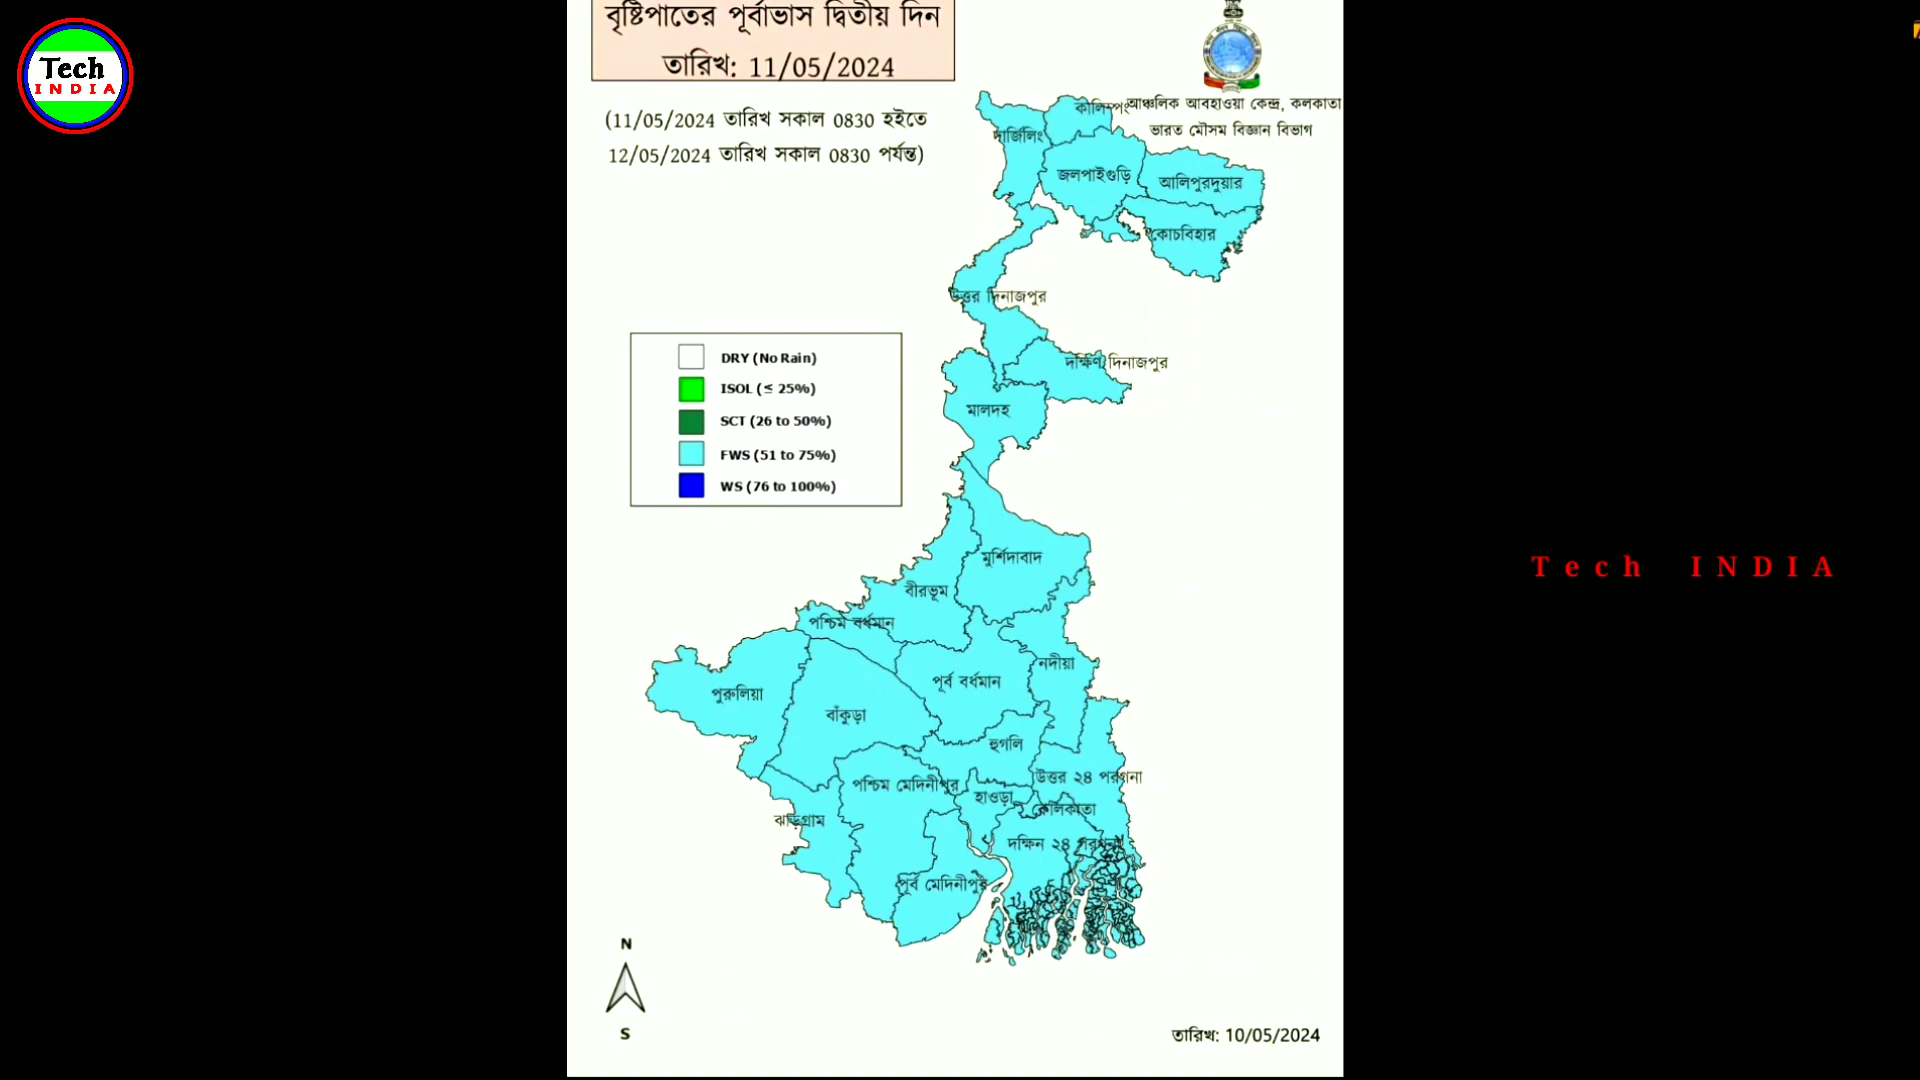 Tech
INDIA
বৃষ্টিপাতের পূর্বাভাস দ্বিতীয় দিন
তারিখ: 11/05/2024
(11/05/2024 তারিখ সকাল 0830 হইতে
12/05/2024 তারিখ সকাল 0830 পর্যন্ত)
আঞ্চলিক আবহাওয়া কেন্দ্র, কলকাতা
ভারত মৌসম বিজ্ঞান বিভাগ
কালিম্পং
দার্জিলিং
জলপাইগুড়ি
আলিপুরদুয়ার
কোচবিহার
উত্তর দিনাজপুর
দক্ষিণ দিনাজপুর
মালদহ
DRY (No Rain)
ISOL (≤ 25%)
SCT (26 to 50%)
FWS (51 to 75%)
WS (76 to 100%)
মুর্শিদাবাদ
বীরভূম
পশ্চিম বর্ধমান
নদীয়া
পূর্ব বর্ধমান
পুরুলিয়া
বাঁকুড়া
হুগলি
উত্তর ২৪ পরগনা
পশ্চিম মেদিনীপুর
হাওড়া
কোলকাতা
ঝাড়গ্রাম
দক্ষিন ২৪ পরগনা
পূর্ব মেদিনীপুর
Tech INDIA
N
S
তারিখ: 10/05/2024